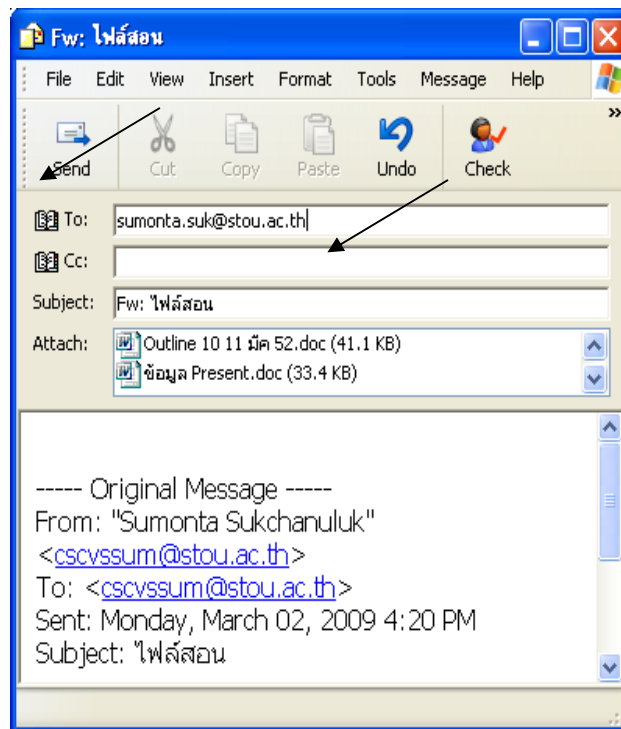 Fw: ไฟล์สอน
File Edit View Insert Format Tools Message Help
Send Cut Copy Paste Undo Check »
To: sumonta.suk@stou.ac.th
Cc:
Subject: Fw: ไฟล์สอน
Attach: Outline 10 11 มีค 52.doc (41.1 KB)
ข้อมูล Present.doc (33.4 KB)
----- Original Message -----
From: "Sumonta Sukchanuluk"
<cscvssum@stou.ac.th>
To: <cscvssum@stou.ac.th>
Sent: Monday, March 02, 2009 4:20 PM
Subject: ไฟล์สอน